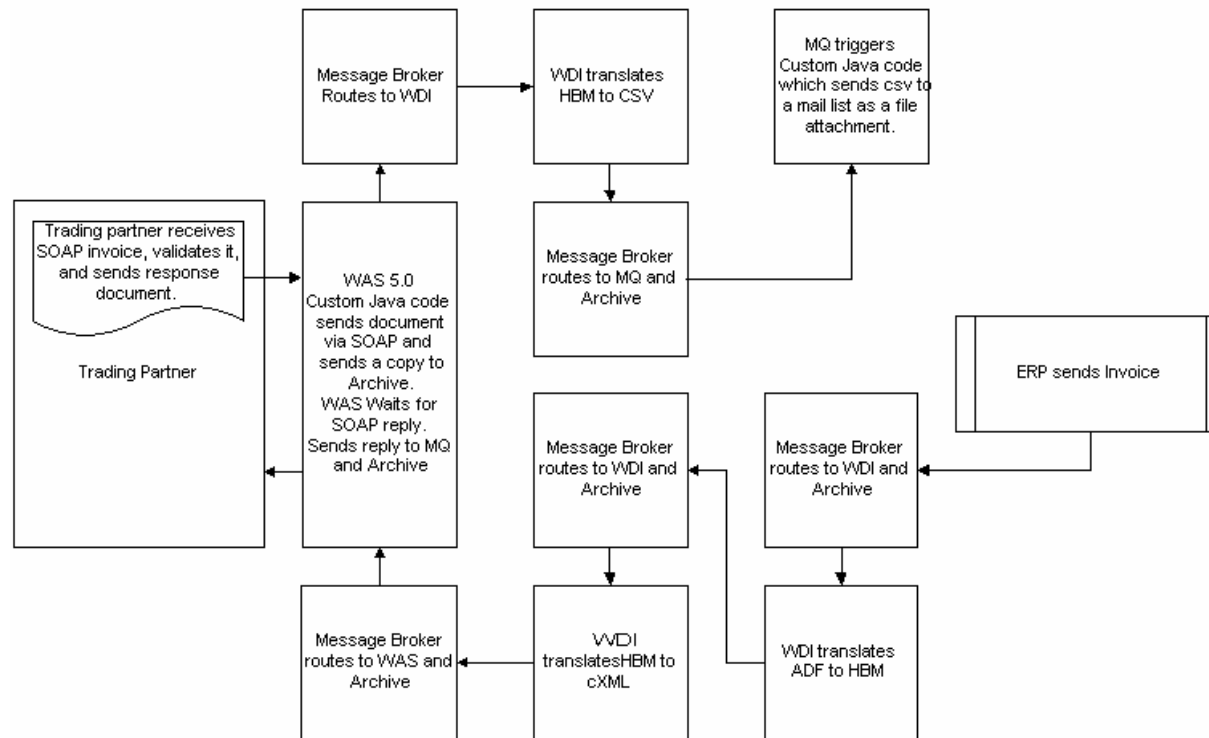 Message Broker
Routes to WDI
WDI translates
HBM to CSV
MQ triggers
Custom Java code
which sends csv to
a mail list as a file
attachment.
Trading partner receives
SOAP invoice, validates it,
and sends response
document.
Trading Partner
WAS 5.0
Custom Java code
sends document
via SOAP and
sends a copy to
Archive.
WAS Waits for
SOAP reply.
Sends reply to MQ
and Archive
Message Broker
routes to MQ and
Archive
ERP sends Invoice
Message Broker
routes to WDI and
Archive
Message Broker
routes to WDI and
Archive
Message Broker
routes to WAS and
Archive
WDI
translatesHBM to
cXML
WDI translates
ADF to HBM